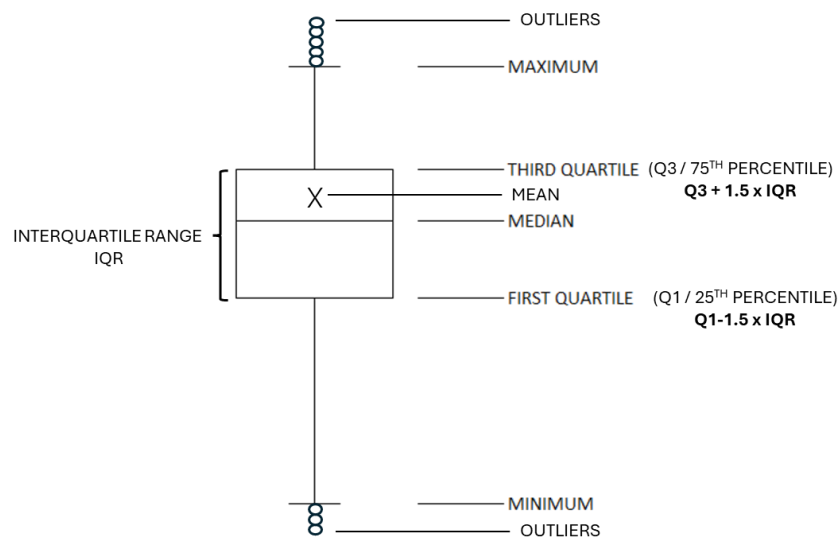 OUTLIERS
MAXIMUM
THIRD QUARTILE (Q3 / 75TH PERCENTILE)
Q3 + 1.5 x IQR
X
MEAN
MEDIAN
INTERQUARTILE RANGE
IQR
FIRST QUARTILE (Q1 / 25TH PERCENTILE)
Q1-1.5 x IQR
MINIMUM
OUTLIERS